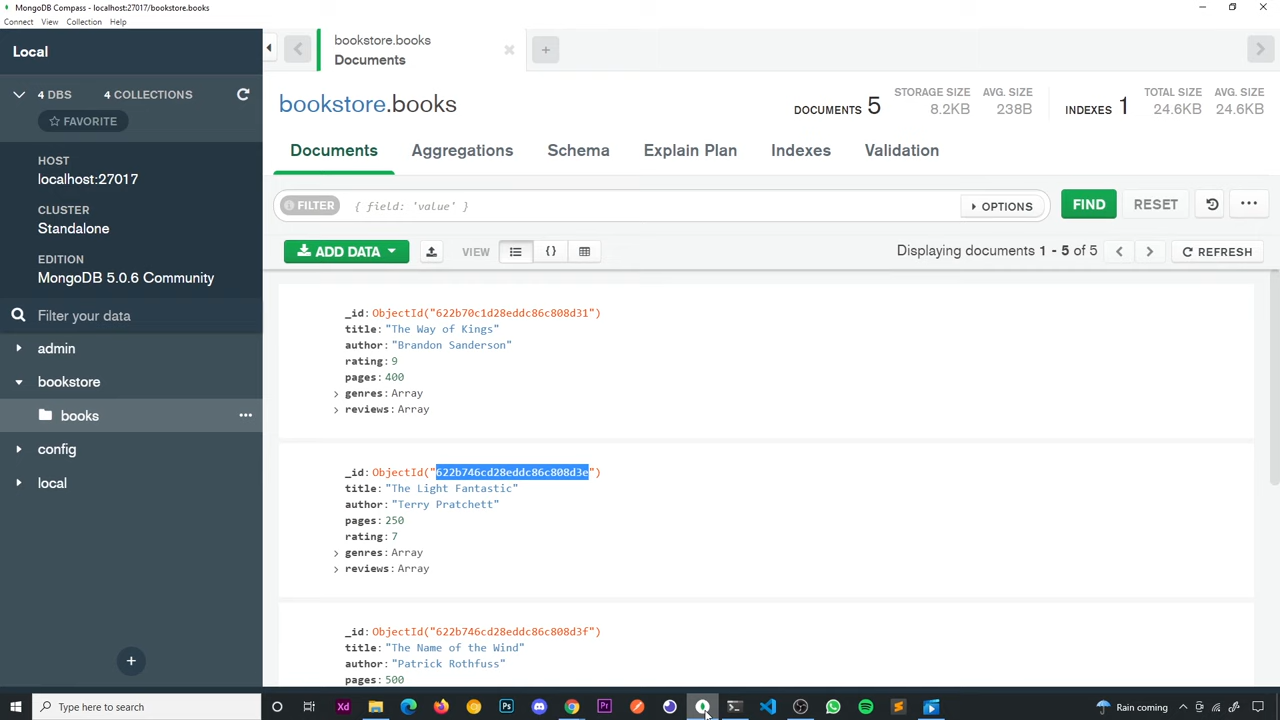 MongoDB Compass - localhost:27017/bookstore.books
Connect View Collection Help
Local
bookstore.books
Documents
4 DBS 4 COLLECTIONS
FAVORITE
HOST
localhost:27017
CLUSTER
Standalone
EDITION
MongoDB 5.0.6 Community
Filter your data
admin
bookstore
books
config
local
bookstore.books
DOCUMENTS 5
STORAGE SIZE
8.2KB
AVG. SIZE
238B
INDEXES 1
TOTAL SIZE
24.6KB
AVG. SIZE
24.6KB
Documents Aggregations Schema Explain Plan Indexes Validation
FILTER { field: 'value' } OPTIONS FIND RESET
ADD DATA VIEW {} Displaying documents 1 - 5 of 5 REFRESH
_id: ObjectId("622b70c1d28eddc86c808d31")
title: "The Way of Kings"
author: "Brandon Sanderson"
rating: 9
pages: 400
genres: Array
reviews: Array
_id: ObjectId("622b746cd28eddc86c808d3e")
title: "The Light Fantastic"
author: "Terry Pratchett"
pages: 250
rating: 7
genres: Array
reviews: Array
_id: ObjectId("622b746cd28eddc86c808d3f")
title: "The Name of the Wind"
author: "Patrick Rothfuss"
pages: 500
Type here to search
Xd Ps Pr
Rain coming